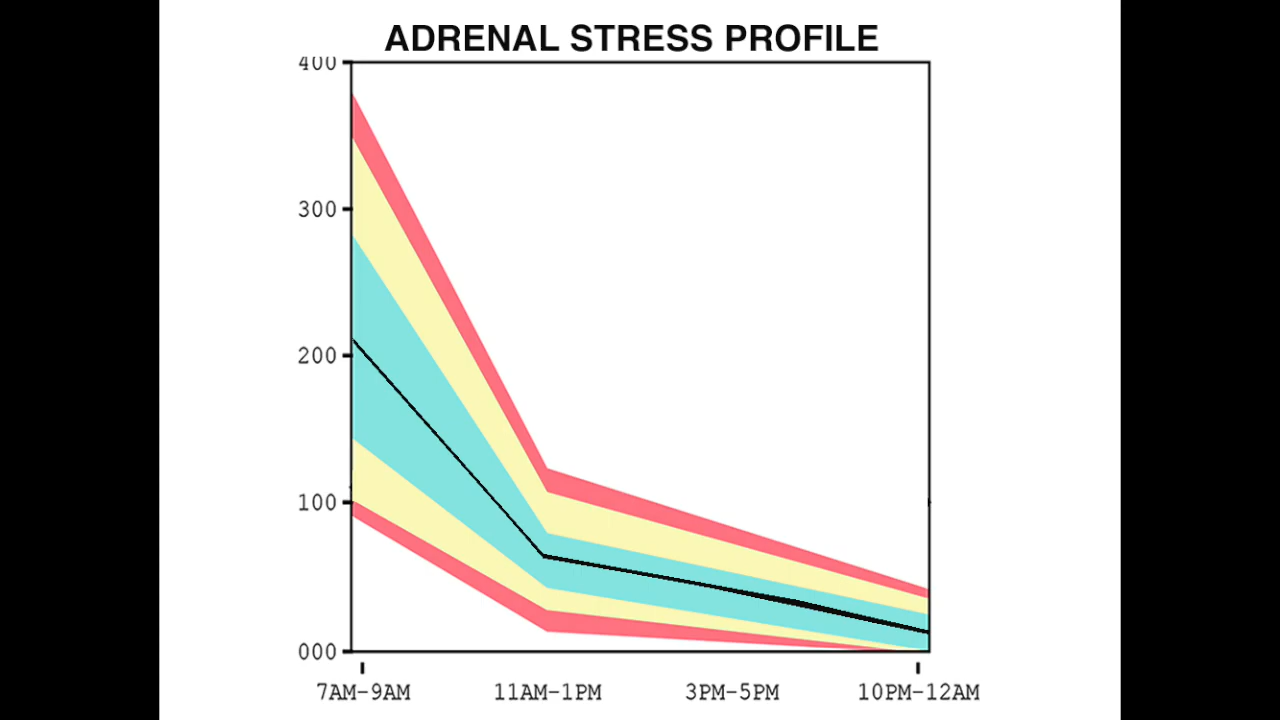 ADRENAL STRESS PROFILE
400
300
200
100
000
7AM-9AM 11AM-1PM 3PM-5PM 10PM-12AM